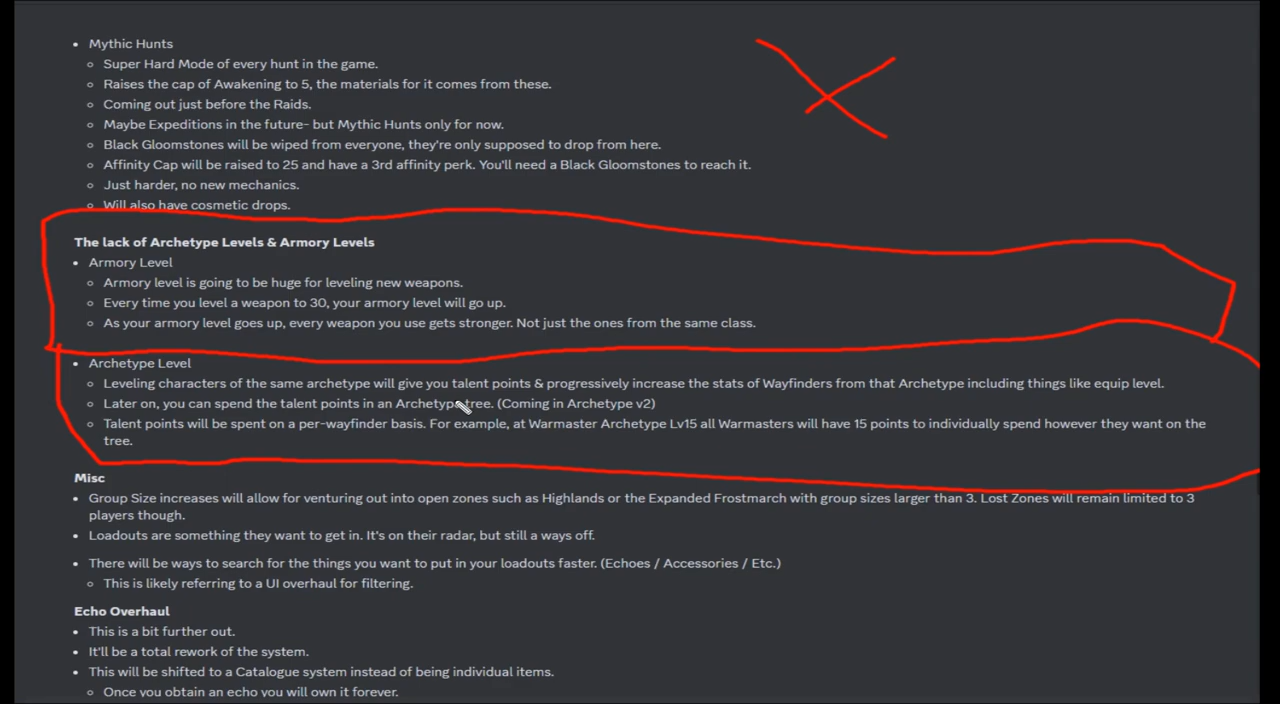 Mythic Hunts
Super Hard Mode of every hunt in the game.
Raises the cap of Awakening to 5, the materials for it comes from these.
Coming out just before the Raids.
Maybe Expeditions in the future- but Mythic Hunts only for now.
Black Gloomstones will be wiped from everyone, they're only supposed to drop from here.
Affinity Cap will be raised to 25 and have a 3rd affinity perk. You'll need a Black Gloomstones to reach it.
Just harder, no new mechanics.
Will also have cosmetic drops.
The lack of Archetype Levels & Armory Levels
Armory Level
Armory level is going to be huge for leveling new weapons.
Every time you level a weapon to 30, your armory level will go up.
As your armory level goes up, every weapon you use gets stronger. Not just the ones from the same class.
Archetype Level
Leveling characters of the same archetype will give you talent points & progressively increase the stats of Wayfinders from that Archetype including things like equip level.
Later on, you can spend the talent points in an Archetype tree. (Coming in Archetype v2)
Talent points will be spent on a per-wayfinder basis. For example, at Warmaster Archetype Lv15 all Warmasters will have 15 points to individually spend however they want on the
tree.
Misc
Group Size increases will allow for venturing out into open zones such as Highlands or the Expanded Frostmarch with group sizes larger than 3. Lost Zones will remain limited to 3
players though.
Loadouts are something they want to get in. It's on their radar, but still a ways off.
There will be ways to search for the things you want to put in your loadouts faster. (Echoes / Accessories / Etc.)
This is likely referring to a UI overhaul for filtering.
Echo Overhaul
This is a bit further out.
It'll be a total rework of the system.
This will be shifted to a Catalogue system instead of being individual items.
Once you obtain an echo you will own it forever.